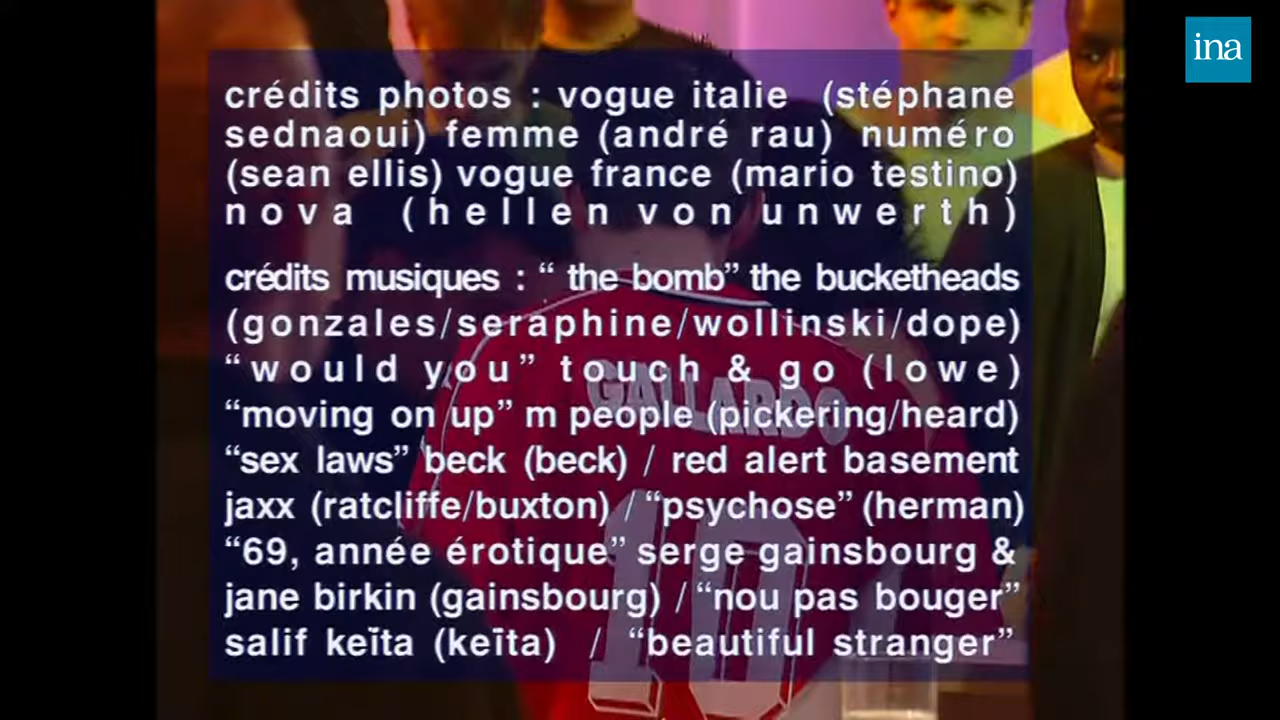 ina
crédits photos : vogue italie (stéphane
sednaoui) femme (andré rau) numéro
(sean ellis) vogue france (mario testino)
nova (hellen von unwerth)
crédits musiques : “ the bomb” the bucketheads
(gonzales/seraphine/wollinski/dope)
“would you” touch & go (lowe)
“moving on up” m people (pickering/heard)
“sex laws” beck (beck) / red alert basement
jaxx (ratcliffe/buxton) / “psychose” (herman)
“69, année érotique” serge gainsbourg &
jane birkin (gainsbourg) / “nou pas bouger”
salif keïta (keïta) / “beautiful stranger”
GALLARDO
10